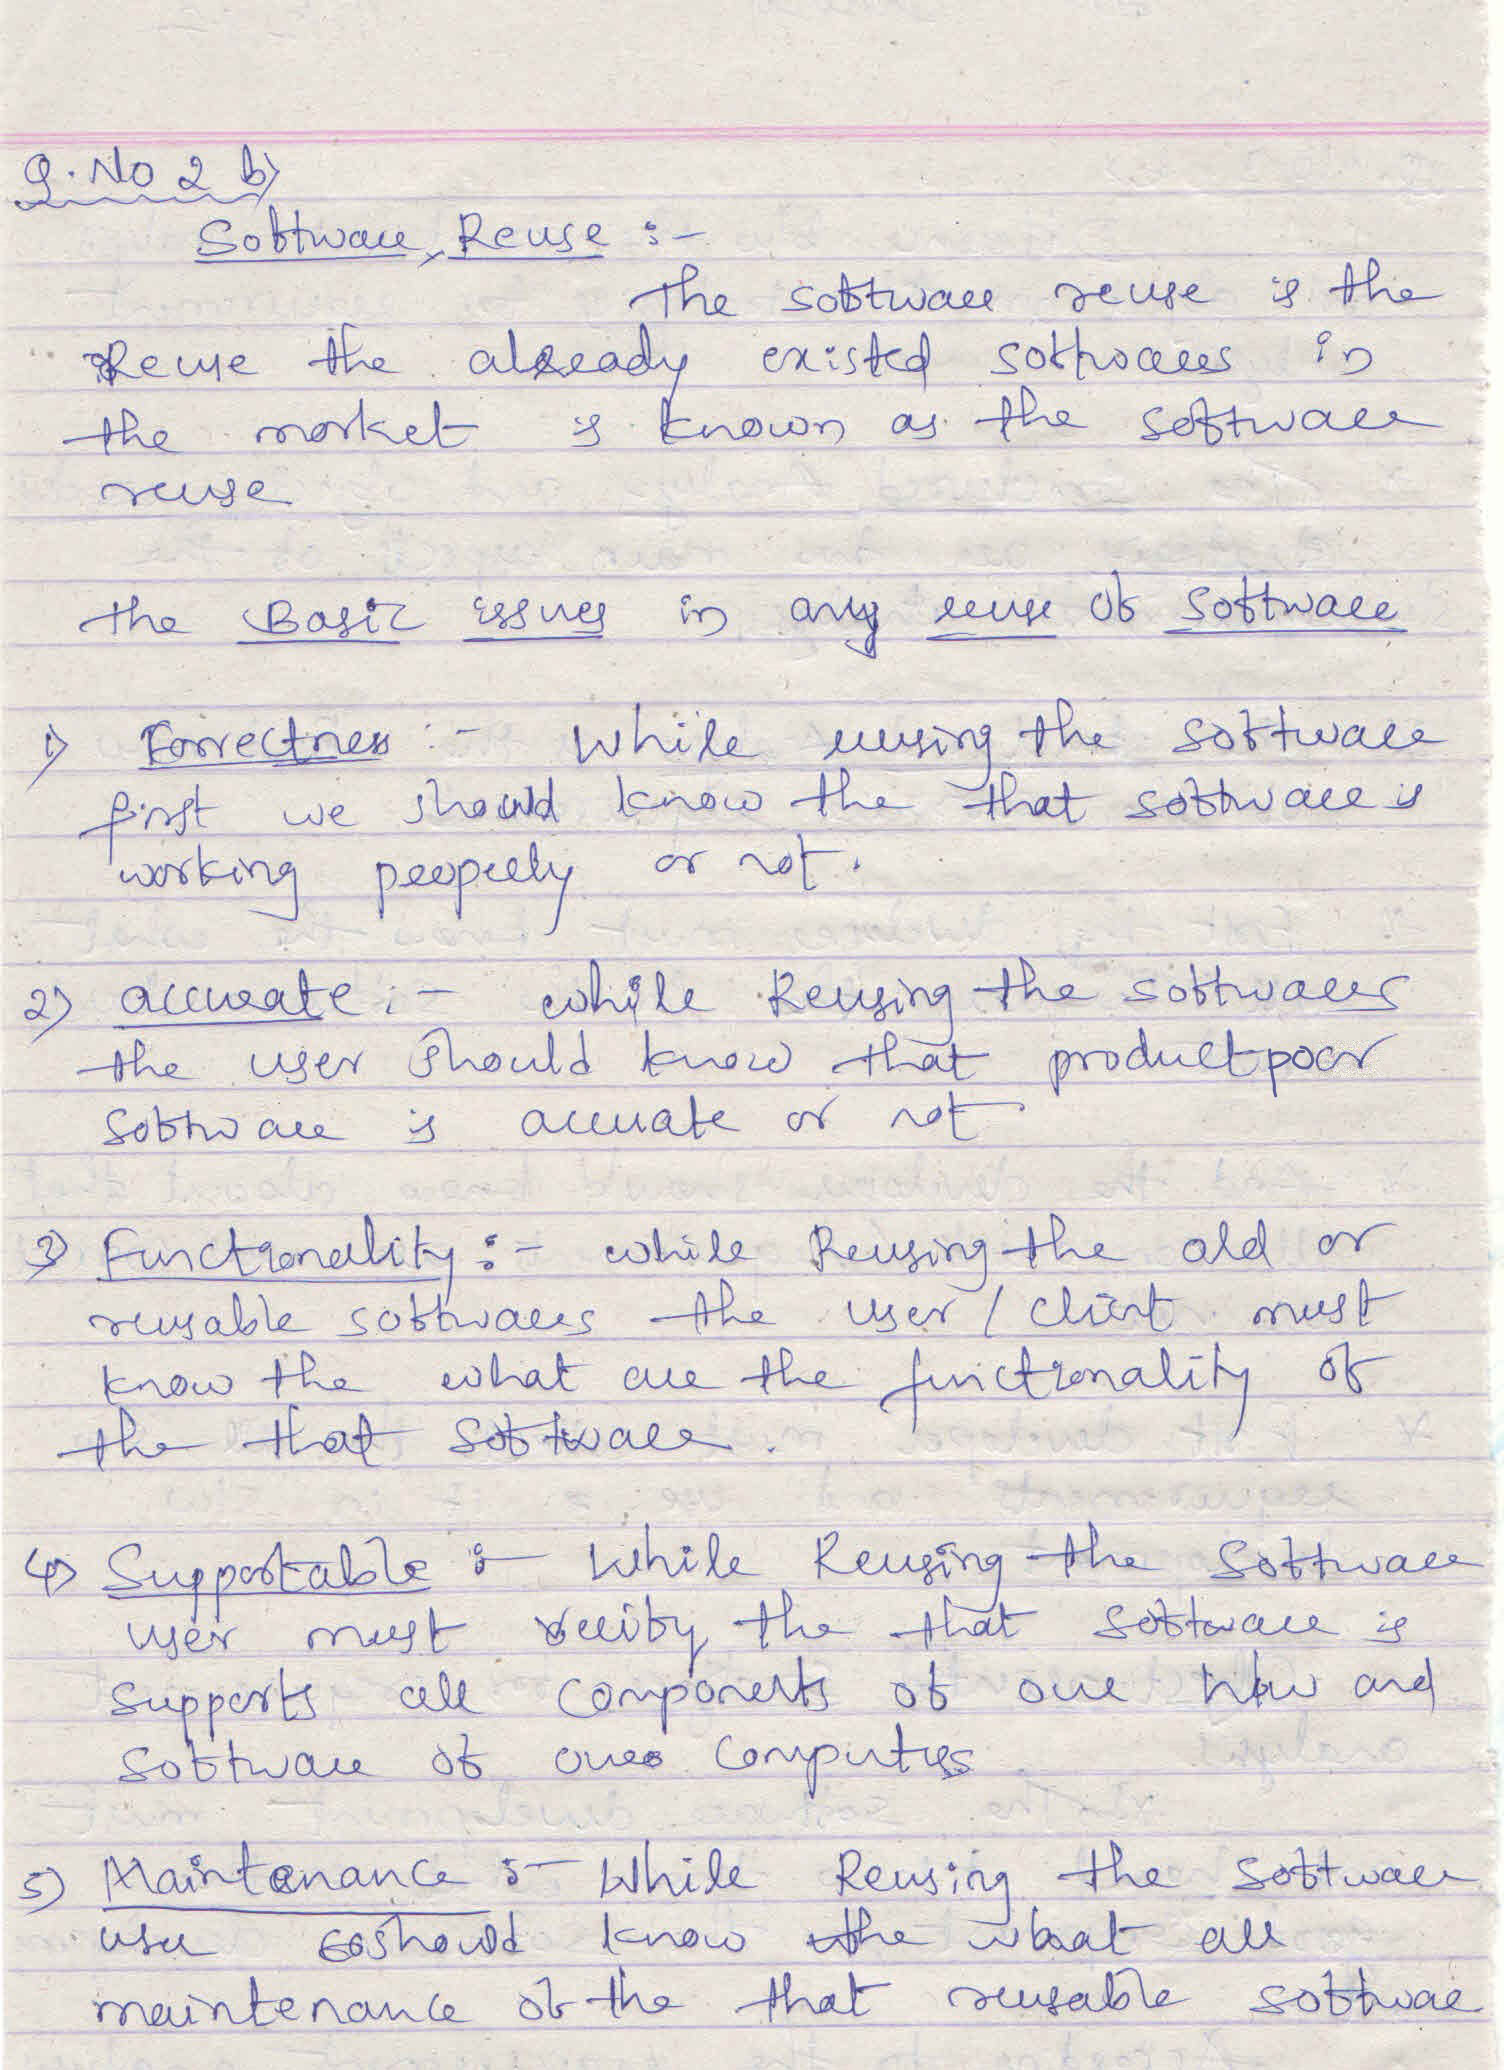 Q. No 2 b)
Software Reuse :-
The software reuse is the
Reuse the already existed softwares in
the market is known as the software
reuse
the Basic issues in any reuse of software
1) Correctness :- While reusing the software
first we should know the that software is
working properly or not.
2) accurate :- while Reusing the softwares
the user should know that product poor
software is accurate or not
3) Functionality :- while Reusing the old or
reusable softwares the user / client must
know the what are the functionality of
the that software.
4) Supportable :- While Reusing the Software
user must verify the that software is
supports all components of our h/w and
software of our computers
5) Maintenance :- While Reusing the software
user should know the what all
maintenance of the that reusable software